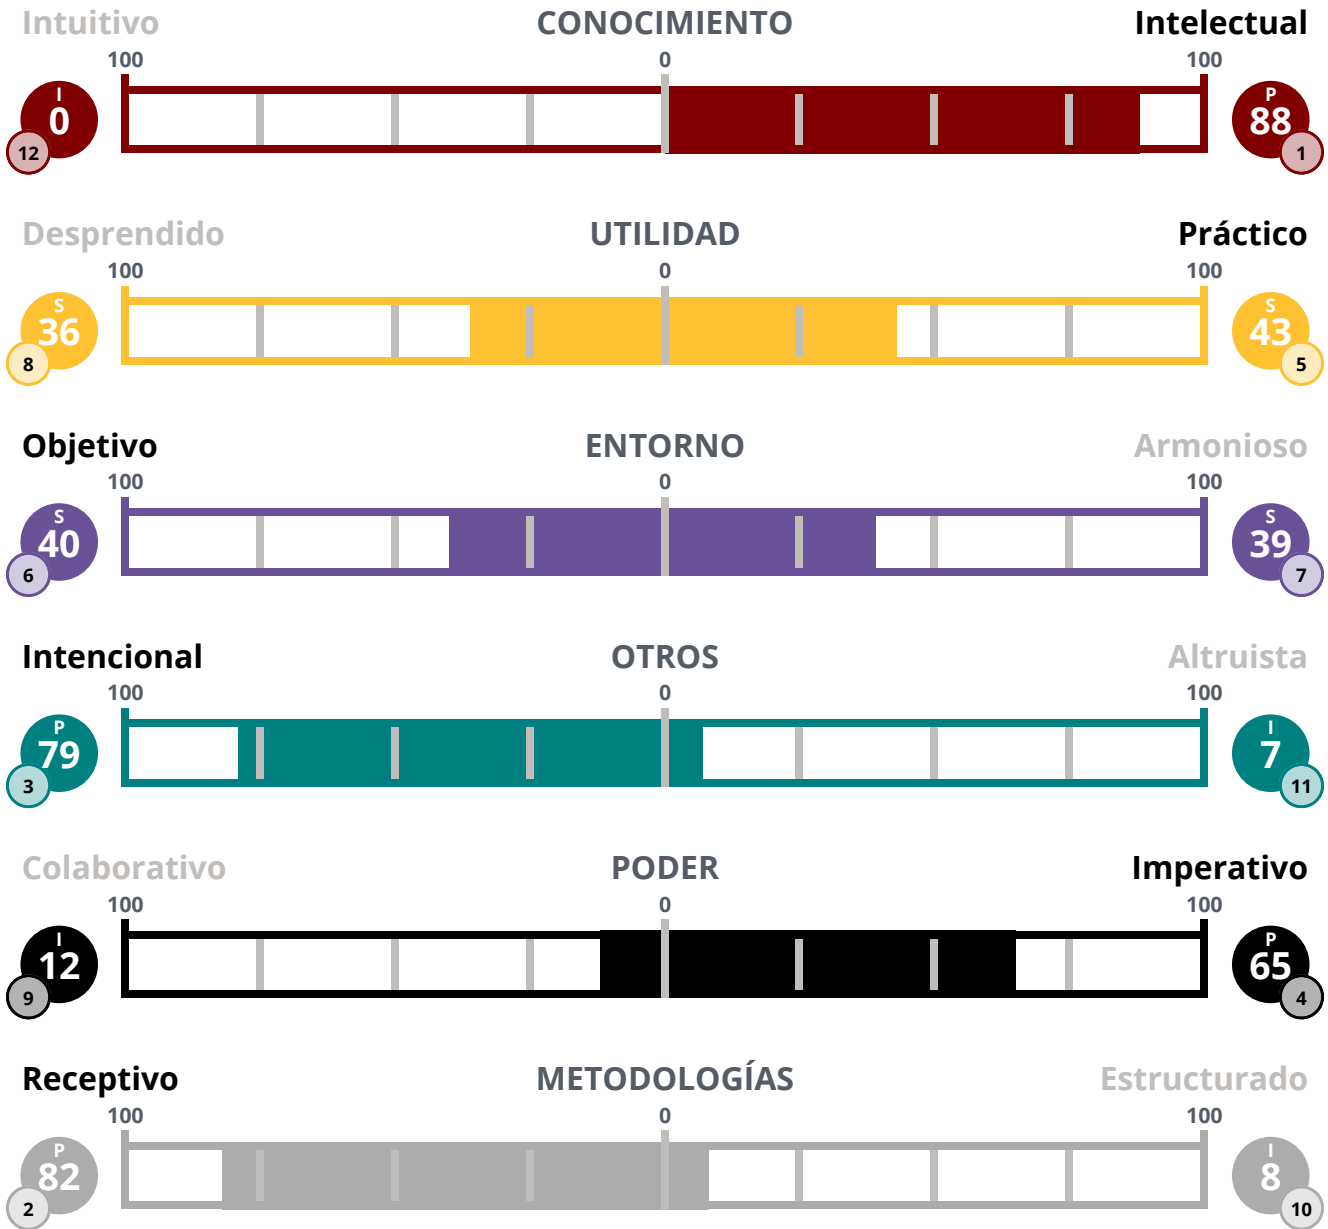 Intuitivo CONOCIMIENTO Intelectual
100 0 100
I P
0 88
12 1
Desprendido UTILIDAD Práctico
100 0 100
S S
36 43
8 5
Objetivo ENTORNO Armonioso
100 0 100
S S
40 39
6 7
Intencional OTROS Altruista
100 0 100
P I
79 7
3 11
Colaborativo PODER Imperativo
100 0 100
I P
12 65
9 4
Receptivo METODOLOGÍAS Estructurado
100 0 100
P I
82 8
2 10